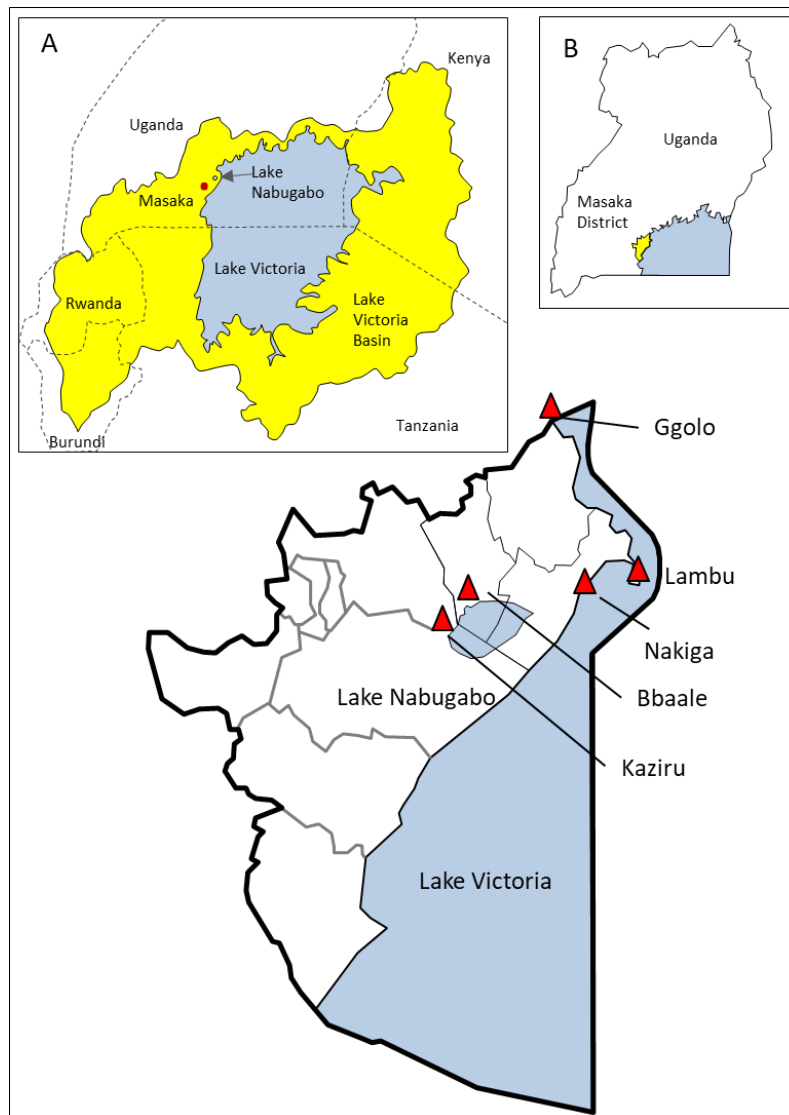 A
Kenya
Uganda
Lake
Nabugabo
Masaka
Lake Victoria
Rwanda
Lake
Victoria
Basin
Tanzania
Burundi
B
Uganda
Masaka
District
Ggolo
Lambu
Nakiga
Lake Nabugabo
Bbaale
Kaziru
Lake Victoria